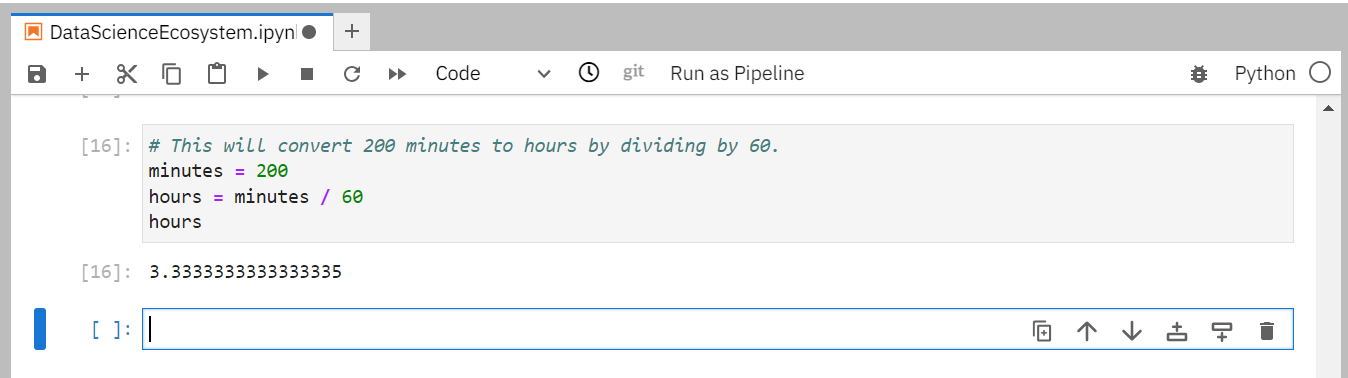 DataScienceEcosystem.ipyn
Code git Run as Pipeline Python
[16]: # This will convert 200 minutes to hours by dividing by 60.
minutes = 200
hours = minutes / 60
hours
[16]: 3.3333333333333335
[ ]: